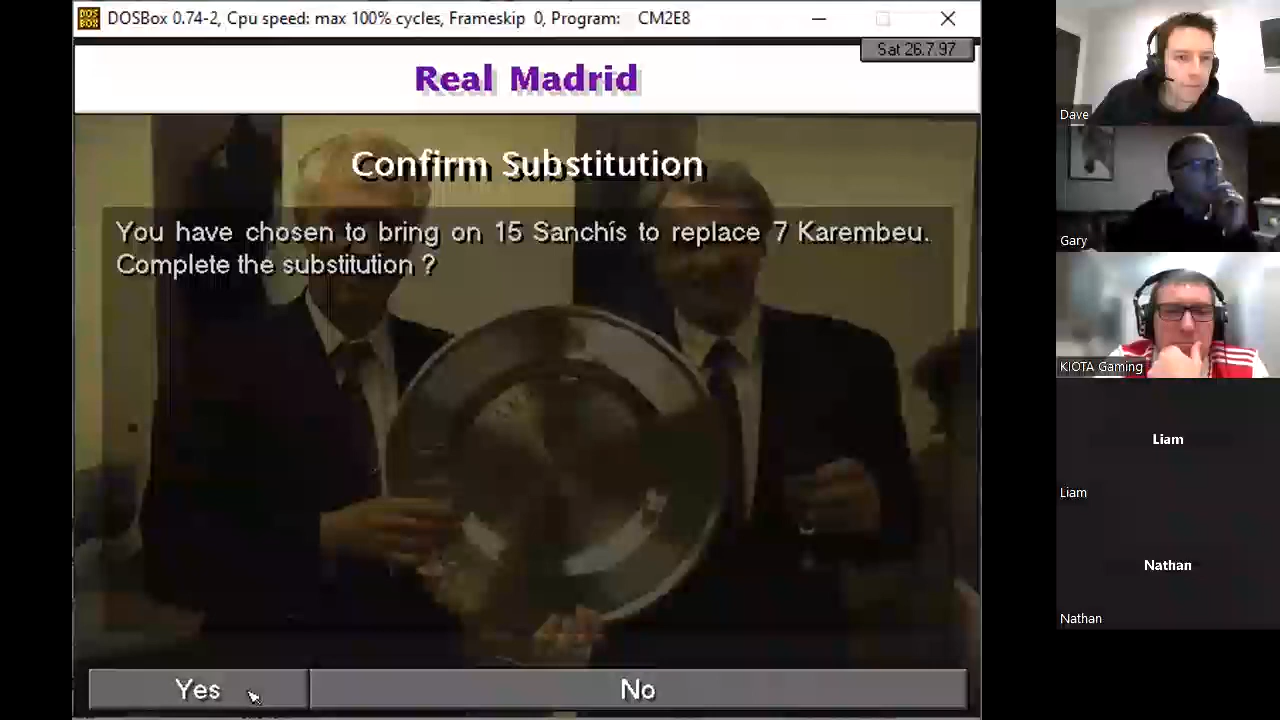 DOSBox 0.74-2, Cpu speed: max 100% cycles, Frameskip 0, Program: CM2E8
Sat 26.7.97
Real Madrid
Confirm Substitution
You have chosen to bring on 15 Sanchís to replace 7 Karembeu.
Complete the substitution ?
Yes
No
Dave
Gary
KIOTA Gaming
Liam
Liam
Nathan
Nathan